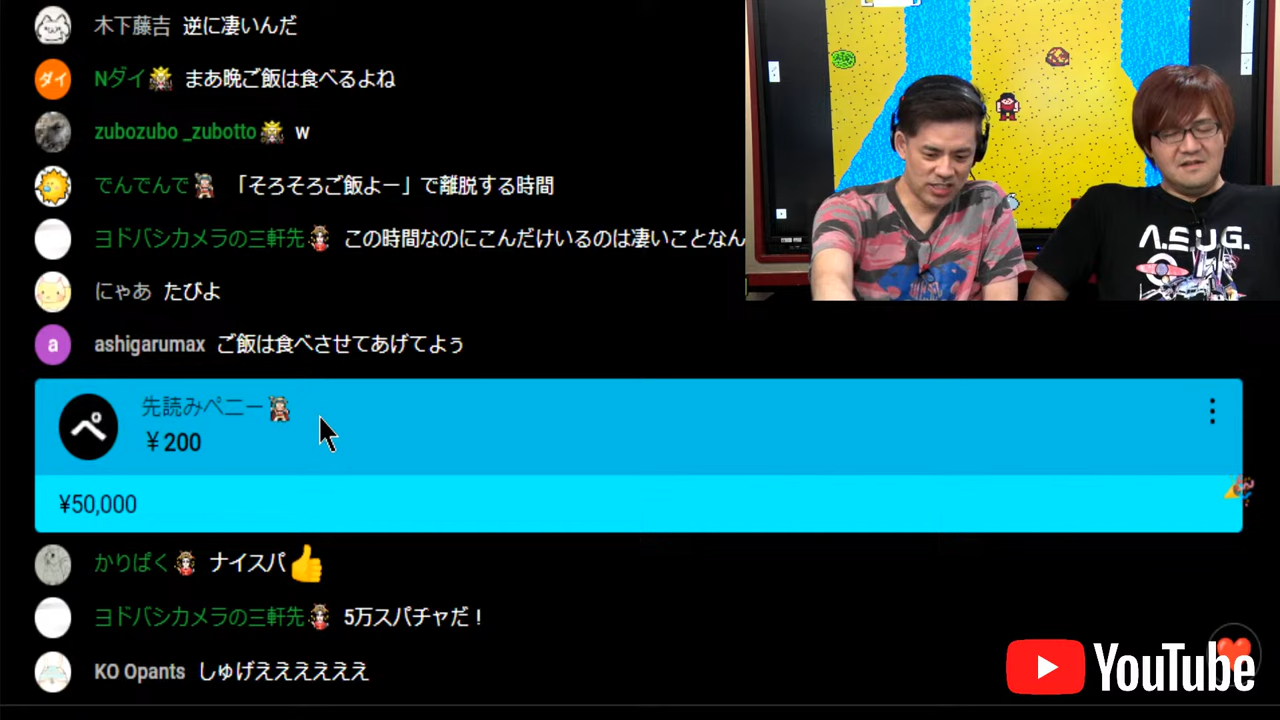 木下藤吉 逆に凄いんだ
ダイ Nダイ まあ晩ご飯は食べるよね
zubozubo _zubotto w
でんでんで 「そろそろご飯よー」で離脱する時間
ヨドバシカメラの三軒先 この時間なのにこんだけいるのは凄いことなん
にゃあ たびよ
a ashigarumax ご飯は食べさせてあげてよぅ
ぺ 先読みペニー
¥200
¥50,000
かりぱく ナイスパ
ヨドバシカメラの三軒先 5万スパチャだ！
KO Opants しゅげええええええ
A.S.U.G.
YouTube